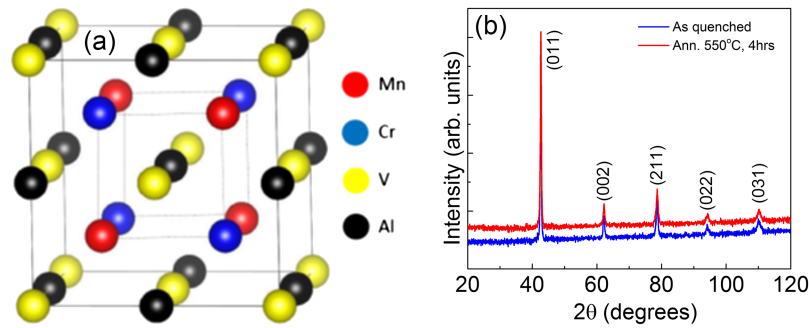 (a)
Mn
Cr
V
Al
(b)
As quenched
Ann. 550°C, 4hrs
(011)
(002)
(211)
(022)
(031)
Intensity (arb. units)
20 40 60 80 100 120
2θ (degrees)